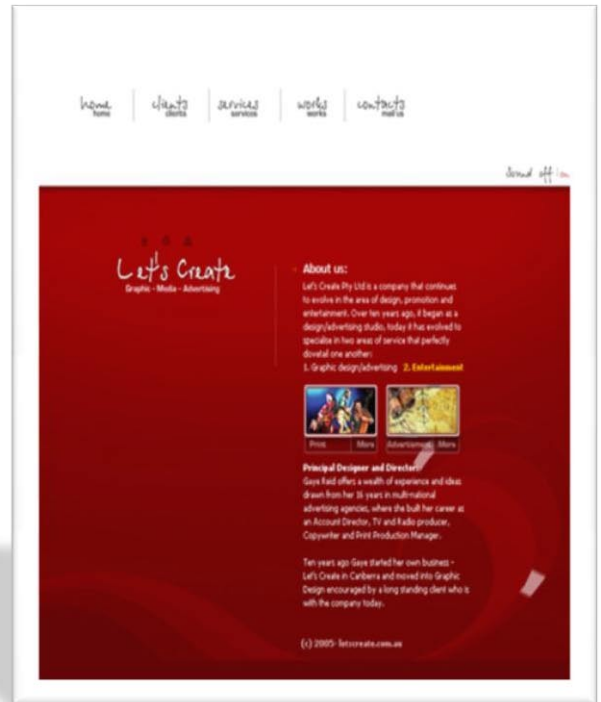 home clients services works contacts
home clients services works mail us
Sound off | on
Let's Create
Graphic - Media - Advertising
About us:
Let's Create Pty Ltd is a company that continues
to evolve in the area of design, promotion and
entertainment. Over ten years ago, it began as a
design/advertising studio, today it has evolved to
specialise in two areas of service that perfectly
dovetail one another:
1. Graphic design/advertising 2. Entertainment
Print More Advertisment More
Principal Designer and Director:
Gaye Reid offers a wealth of experience and ideas
drawn from her 16 years in multi-national
advertising agencies, where she built her career as
an Account Director, TV and Radio producer,
Copywriter and Print Production Manager.
Ten years ago Gaye started her own business -
Let's Create in Canberra and moved into Graphic
Design encouraged by a long standing client who is
with the company today.
(c) 2005- letscreate.com.au